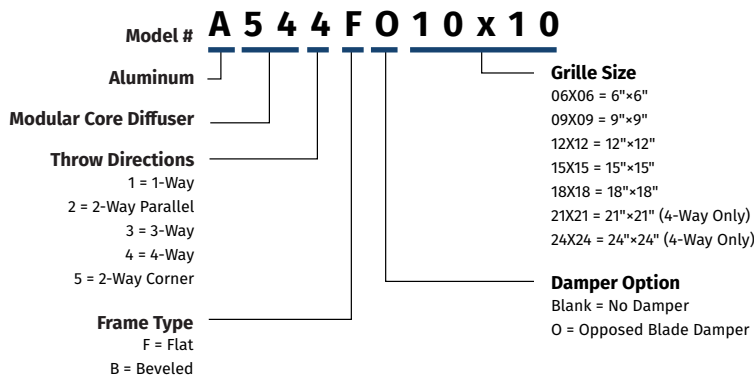 Model # A 5 4 4 F O 1 0 x 1 0
Aluminum
Modular Core Diffuser
Throw Directions
1 = 1-Way
2 = 2-Way Parallel
3 = 3-Way
4 = 4-Way
5 = 2-Way Corner
Frame Type
F = Flat
B = Beveled
Grille Size
06X06 = 6"×6"
09X09 = 9"×9"
12X12 = 12"×12"
15X15 = 15"×15"
18X18 = 18"×18"
21X21 = 21"×21" (4-Way Only)
24X24 = 24"×24" (4-Way Only)
Damper Option
Blank = No Damper
O = Opposed Blade Damper